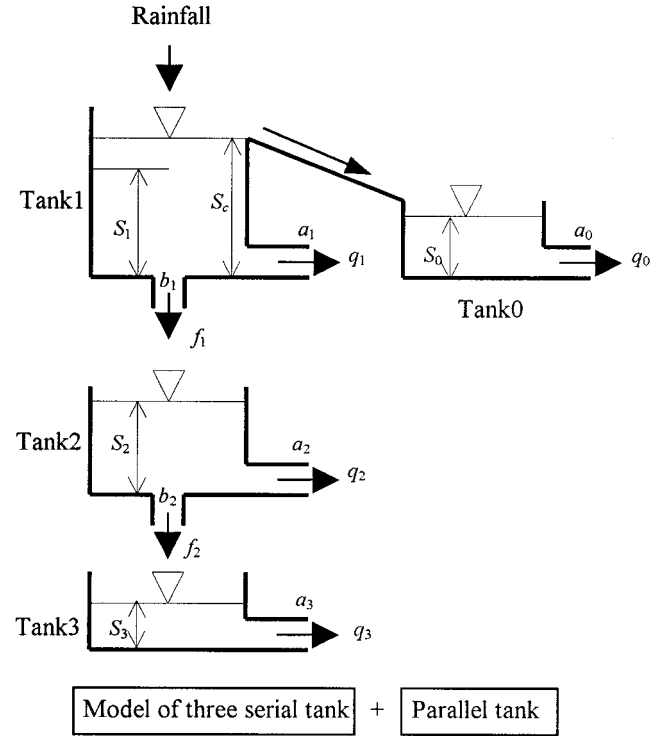 Rainfall
Tank1
S₁
S_c
a₁
q₁
b₁
f₁
S₀
a₀
q₀
Tank0
Tank2
S₂
a₂
q₂
b₂
f₂
Tank3
S₃
a₃
q₃
Model of three serial tank + Parallel tank